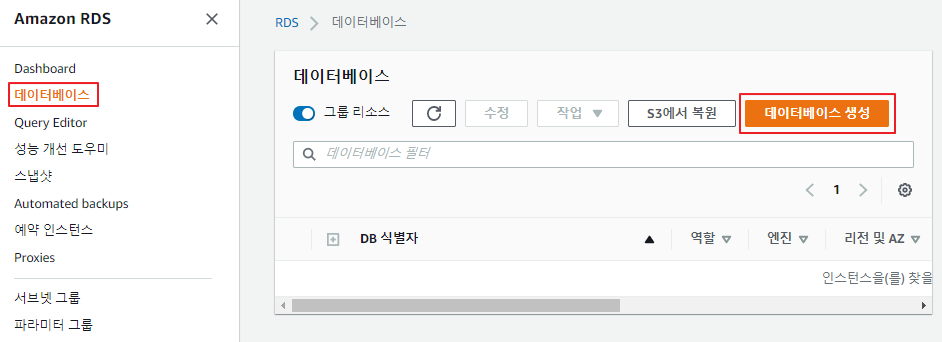 Amazon RDS
Dashboard
데이터베이스
Query Editor
성능 개선 도우미
스냅샷
Automated backups
예약 인스턴스
Proxies
서브넷 그룹
파라미터 그룹
RDS 데이터베이스
데이터베이스
그룹 리소스 수정 작업 S3에서 복원 데이터베이스 생성
데이터베이스 필터
1
DB 식별자 역할 엔진 리전 및 AZ
인스턴스을(를) 찾을